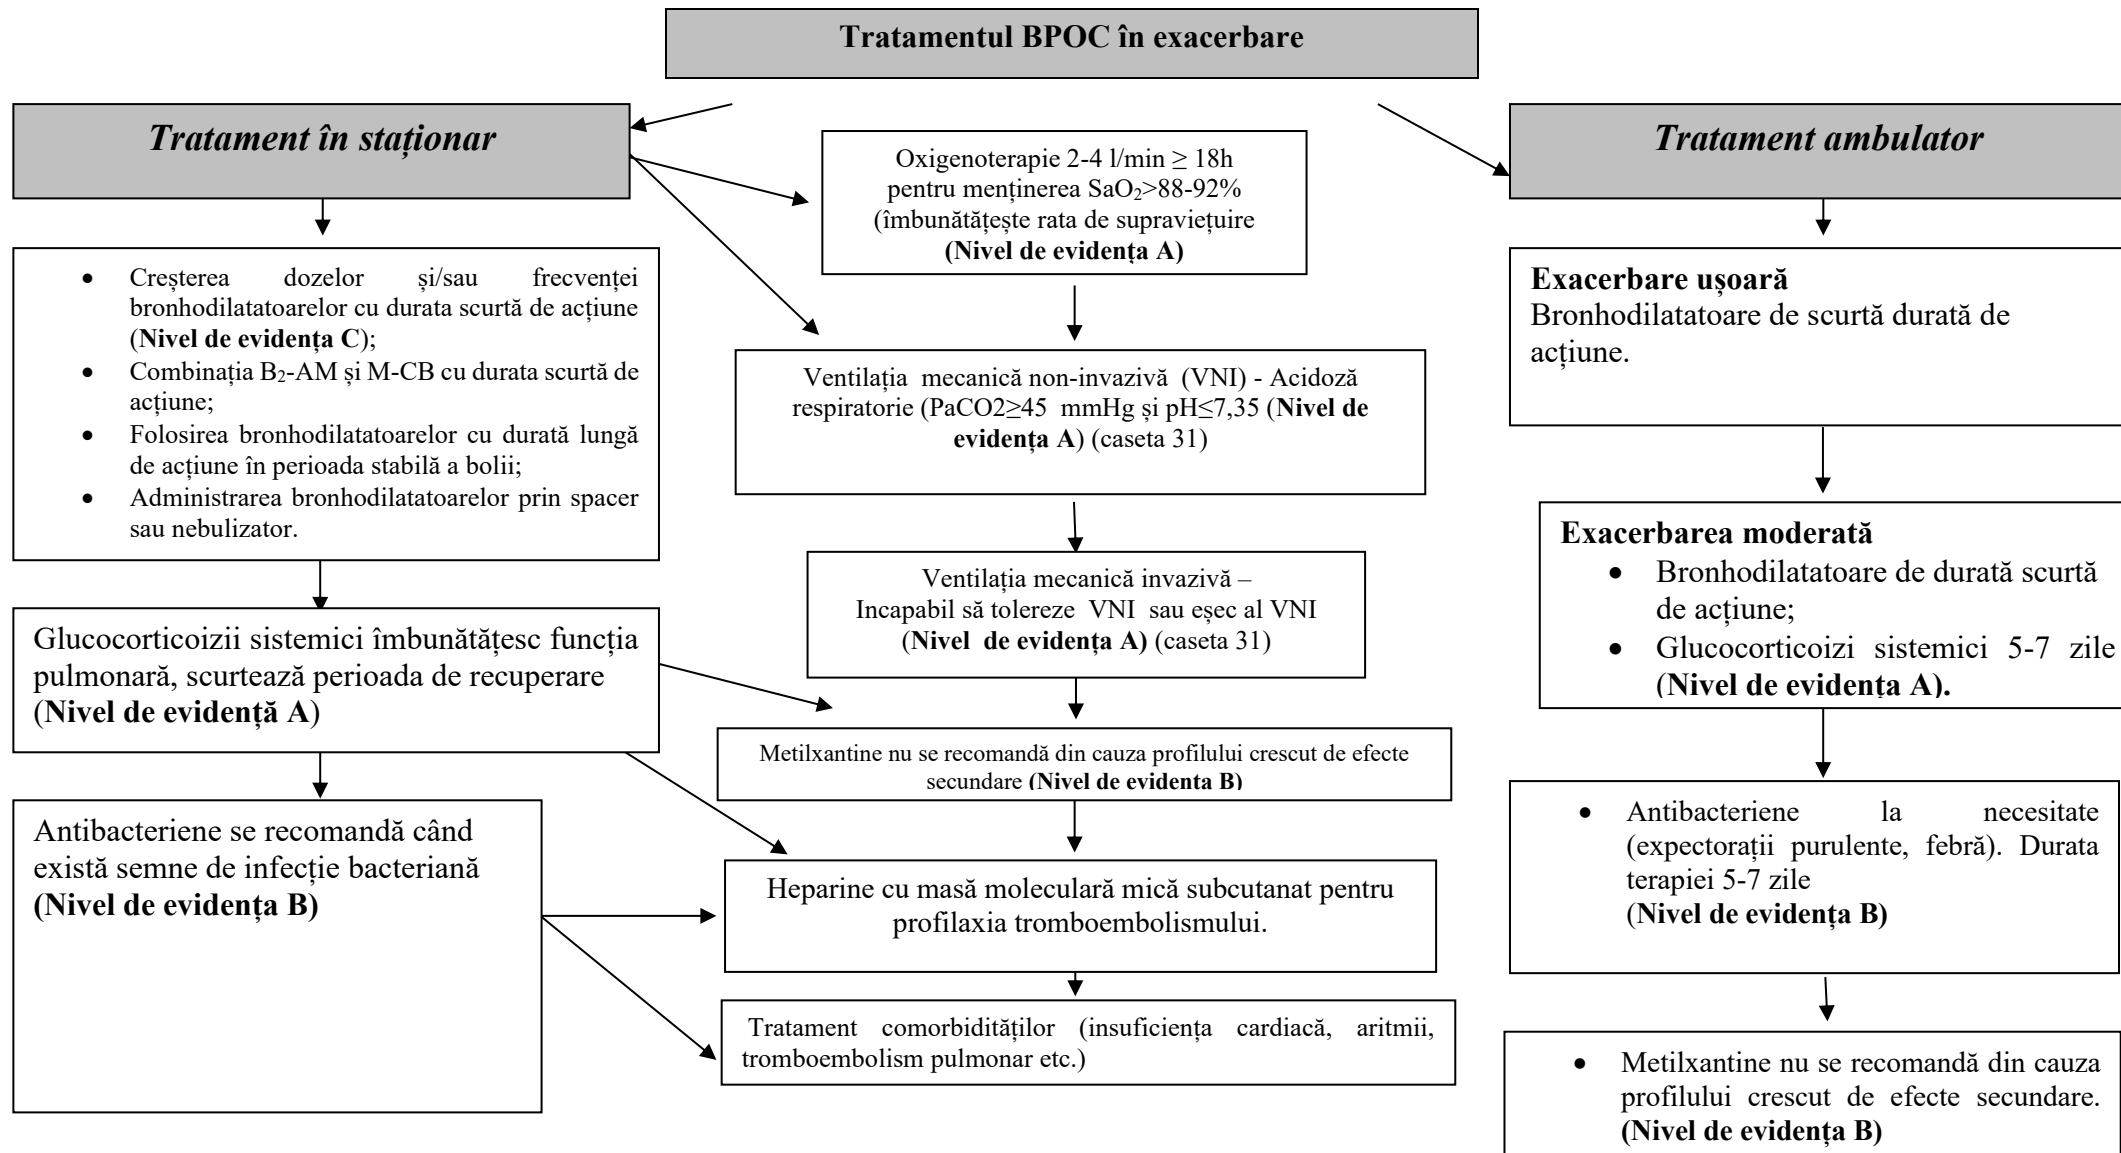 Tratamentul BPOC în exacerbare
Tratament în staționar
• Creșterea dozelor și/sau frecvenței
bronhodilatatoarelor cu durata scurtă de acțiune
(Nivel de evidența C);
• Combinația B₂-AM și M-CB cu durata scurtă de
acțiune;
• Folosirea bronhodilatatoarelor cu durată lungă
de acțiune în perioada stabilă a bolii;
• Administrarea bronhodilatatoarelor prin spacer
sau nebulizator.
Glucocorticoizii sistemici îmbunătățesc funcția
pulmonară, scurtează perioada de recuperare
(Nivel de evidență A)
Antibacteriene se recomandă când
există semne de infecție bacteriană
(Nivel de evidența B)
Oxigenoterapie 2-4 l/min ≥ 18h
pentru menținerea SaO₂>88-92%
(îmbunătățește rata de supraviețuire
(Nivel de evidența A)
Ventilația mecanică non-invazivă (VNI) - Acidoză
respiratorie (PaCO2≥45 mmHg și pH≤7,35 (Nivel de
evidența A) (caseta 31)
Ventilația mecanică invazivă –
Incapabil să tolereze VNI sau eșec al VNI
(Nivel de evidența A) (caseta 31)
Metilxantine nu se recomandă din cauza profilului crescut de efecte
secundare (Nivel de evidenta B)
Heparine cu masă moleculară mică subcutanat pentru
profilaxia tromboembolismului.
Tratament comorbidităților (insuficiența cardiacă, aritmii,
tromboembolism pulmonar etc.)
Tratament ambulator
Exacerbare ușoară
Bronhodilatatoare de scurtă durată de
acțiune.
Exacerbarea moderată
• Bronhodilatatoare de durată scurtă
de acțiune;
• Glucocorticoizi sistemici 5-7 zile
(Nivel de evidența A).
• Antibacteriene la necesitate
(expectorații purulente, febră). Durata
terapiei 5-7 zile
(Nivel de evidența B)
• Metilxantine nu se recomandă din cauza
profilului crescut de efecte secundare.
(Nivel de evidența B)